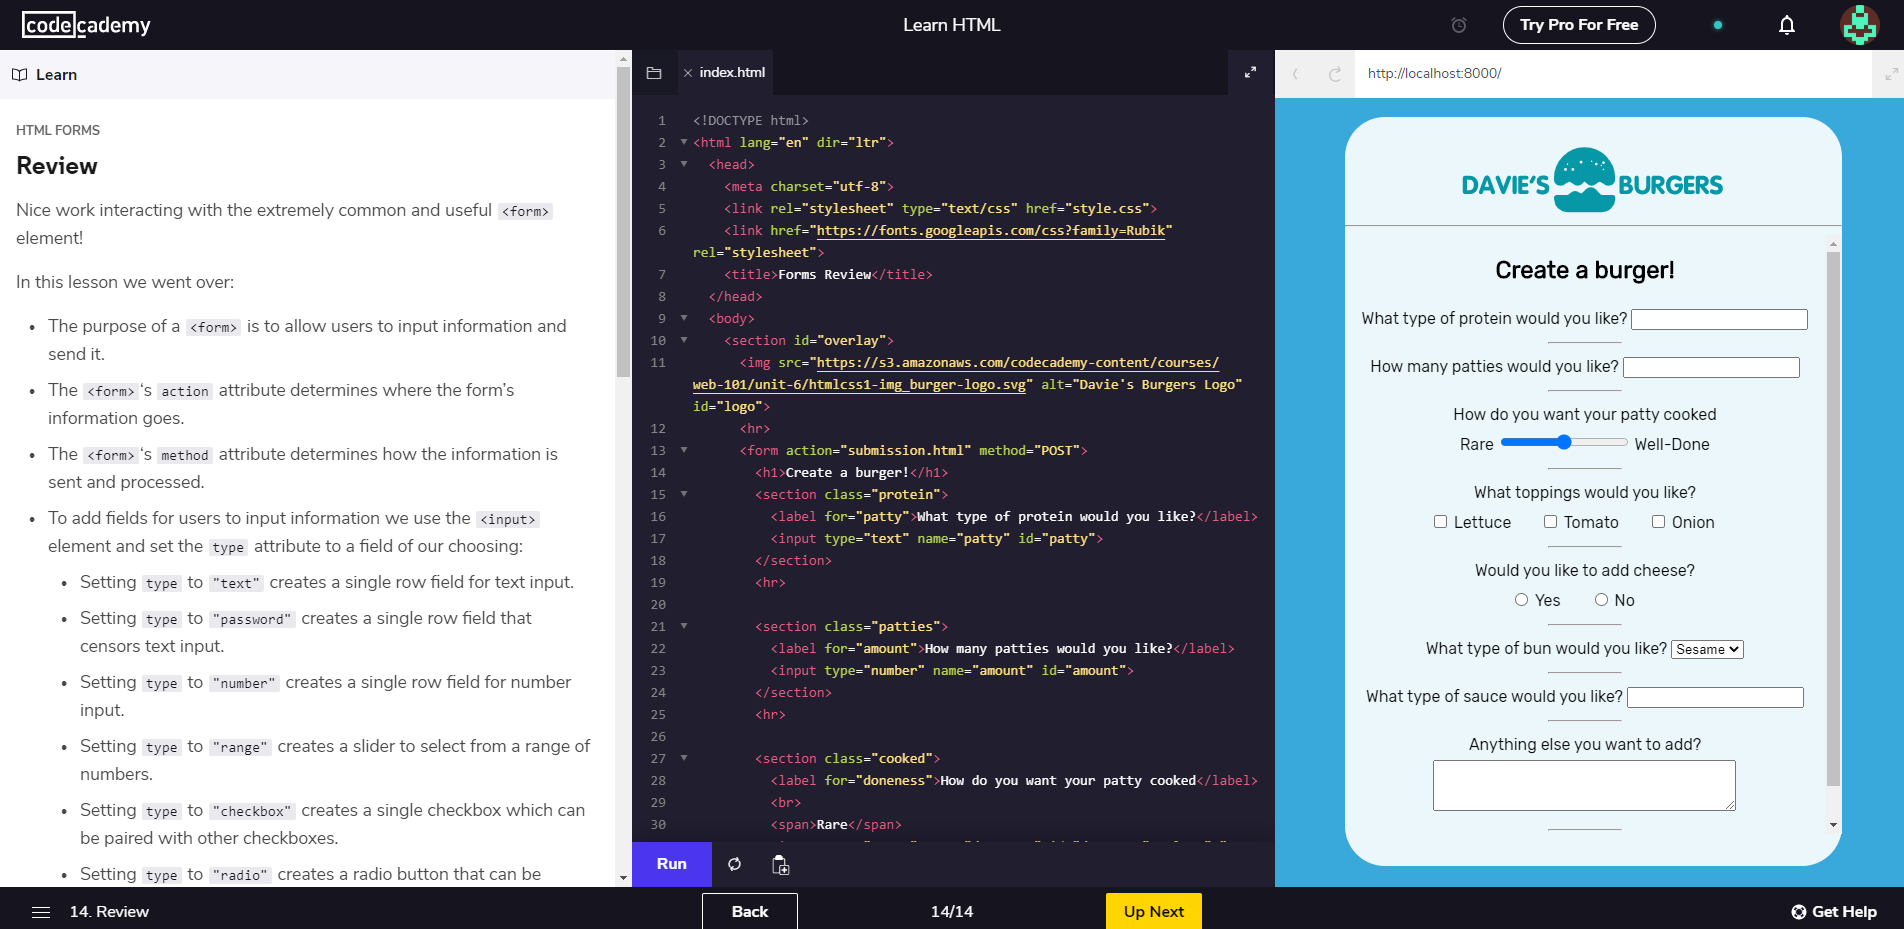 codecademy
Learn HTML
Try Pro For Free
Learn
HTML FORMS
Review
Nice work interacting with the extremely common and useful <form>
element!
In this lesson we went over:
• The purpose of a <form> is to allow users to input information and
send it.
• The <form>‘s action attribute determines where the form’s
information goes.
• The <form>‘s method attribute determines how the information is
sent and processed.
• To add fields for users to input information we use the <input>
element and set the type attribute to a field of our choosing:
• Setting type to "text" creates a single row field for text input.
• Setting type to "password" creates a single row field that
censors text input.
• Setting type to "number" creates a single row field for number
input.
• Setting type to "range" creates a slider to select from a range of
numbers.
• Setting type to "checkbox" creates a single checkbox which can
be paired with other checkboxes.
• Setting type to "radio" creates a radio button that can be
index.html
1 <!DOCTYPE html>
2 <html lang="en" dir="ltr">
3 <head>
4 <meta charset="utf-8">
5 <link rel="stylesheet" type="text/css" href="style.css">
6 <link href="https://fonts.googleapis.com/css?family=Rubik"
rel="stylesheet">
7 <title>Forms Review</title>
8 </head>
9 <body>
10 <section id="overlay">
11 <img src="https://s3.amazonaws.com/codecademy-content/courses/
web-101/unit-6/htmlcss1-img_burger-logo.svg" alt="Davie's Burgers Logo"
id="logo">
12 <hr>
13 <form action="submission.html" method="POST">
14 <h1>Create a burger!</h1>
15 <section class="protein">
16 <label for="patty">What type of protein would you like?</label>
17 <input type="text" name="patty" id="patty">
18 </section>
19 <hr>
20
21 <section class="patties">
22 <label for="amount">How many patties would you like?</label>
23 <input type="number" name="amount" id="amount">
24 </section>
25 <hr>
26
27 <section class="cooked">
28 <label for="doneness">How do you want your patty cooked</label>
29 <br>
30 <span>Rare</span>
Run
http://localhost:8000/
DAVIE'S BURGERS
Create a burger!
What type of protein would you like?
How many patties would you like?
How do you want your patty cooked
Rare Well-Done
What toppings would you like?
Lettuce Tomato Onion
Would you like to add cheese?
Yes No
What type of bun would you like? Sesame
What type of sauce would you like?
Anything else you want to add?
14. Review
Back
14/14
Up Next
Get Help